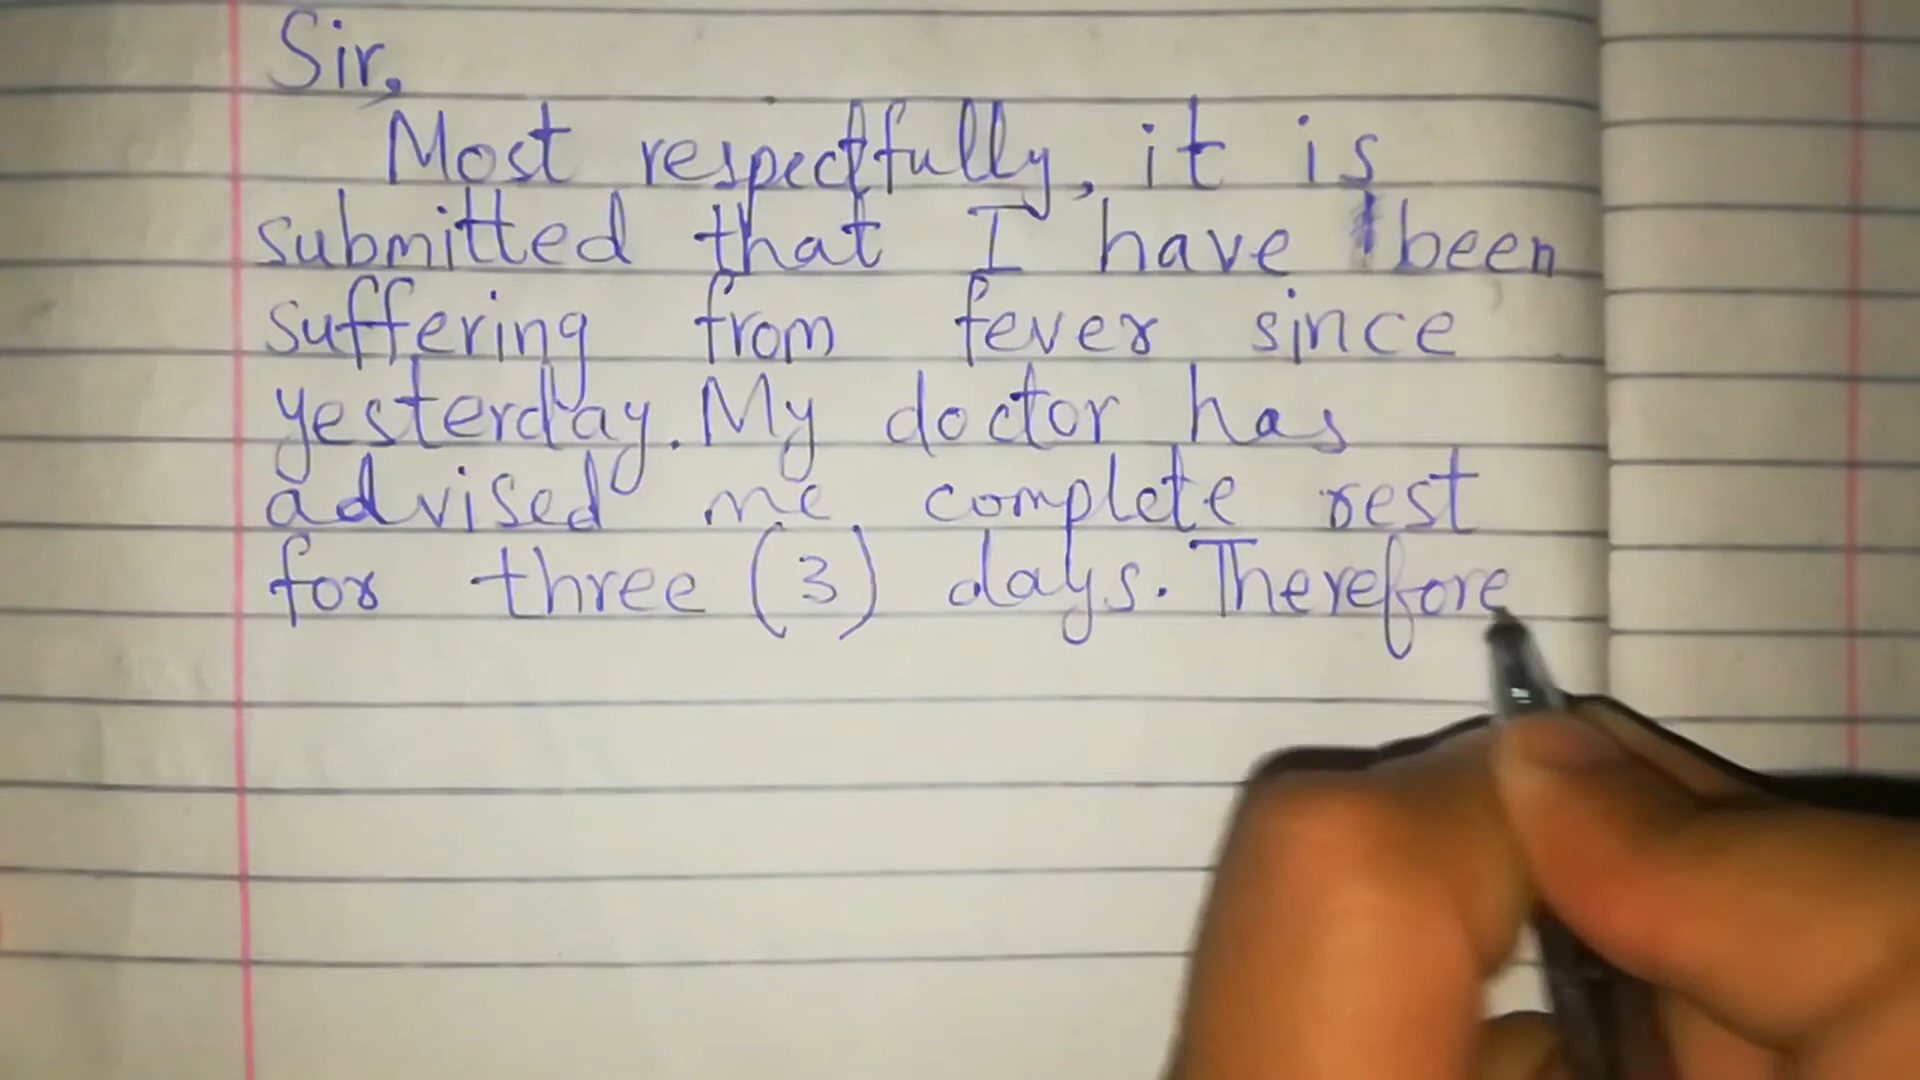 Sir,
Most respectfully, it is
submitted that I have been
suffering from fever since
yesterday. My doctor has
advised me complete rest
for three (3) days. Therefore